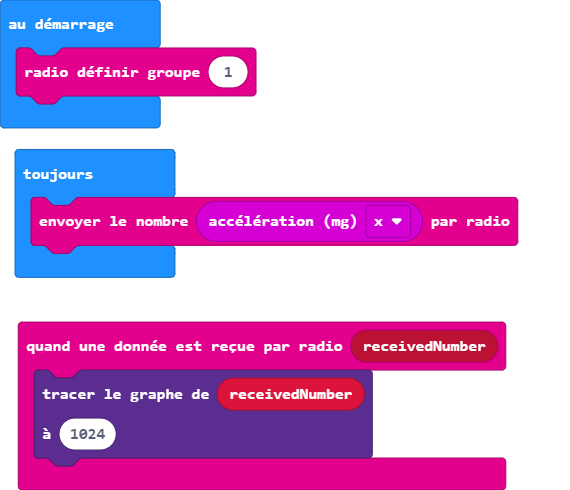 au démarrage
radio définir groupe 1
toujours
envoyer le nombre accélération (mg) x par radio
quand une donnée est reçue par radio receivedNumber
tracer le graphe de receivedNumber
à 1024